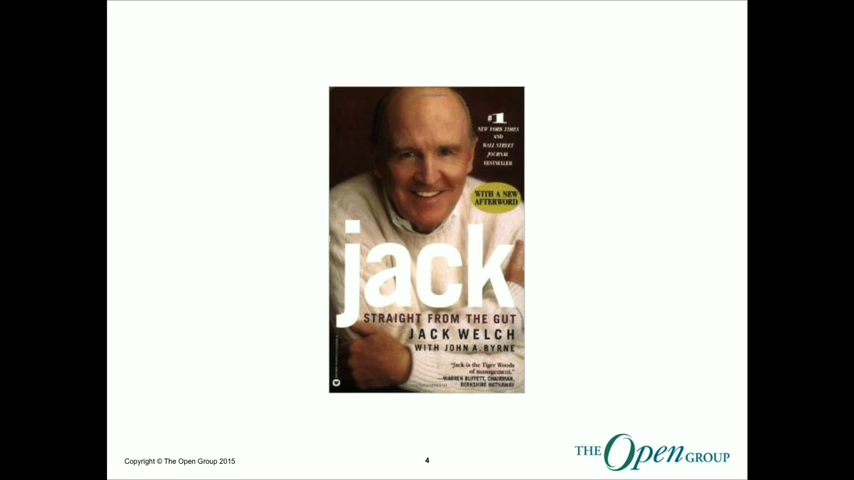 #1
NEW YORK TIMES
AND
WALL STREET
JOURNAL
BESTSELLER
WITH A NEW
AFTERWORD
jack
STRAIGHT FROM THE GUT
JACK WELCH
WITH JOHN A. BYRNE
"Jack is the Tiger Woods
of management."
—WARREN BUFFETT, CHAIRMAN,
BERKSHIRE HATHAWAY
Copyright © The Open Group 2015
4
THE Open GROUP